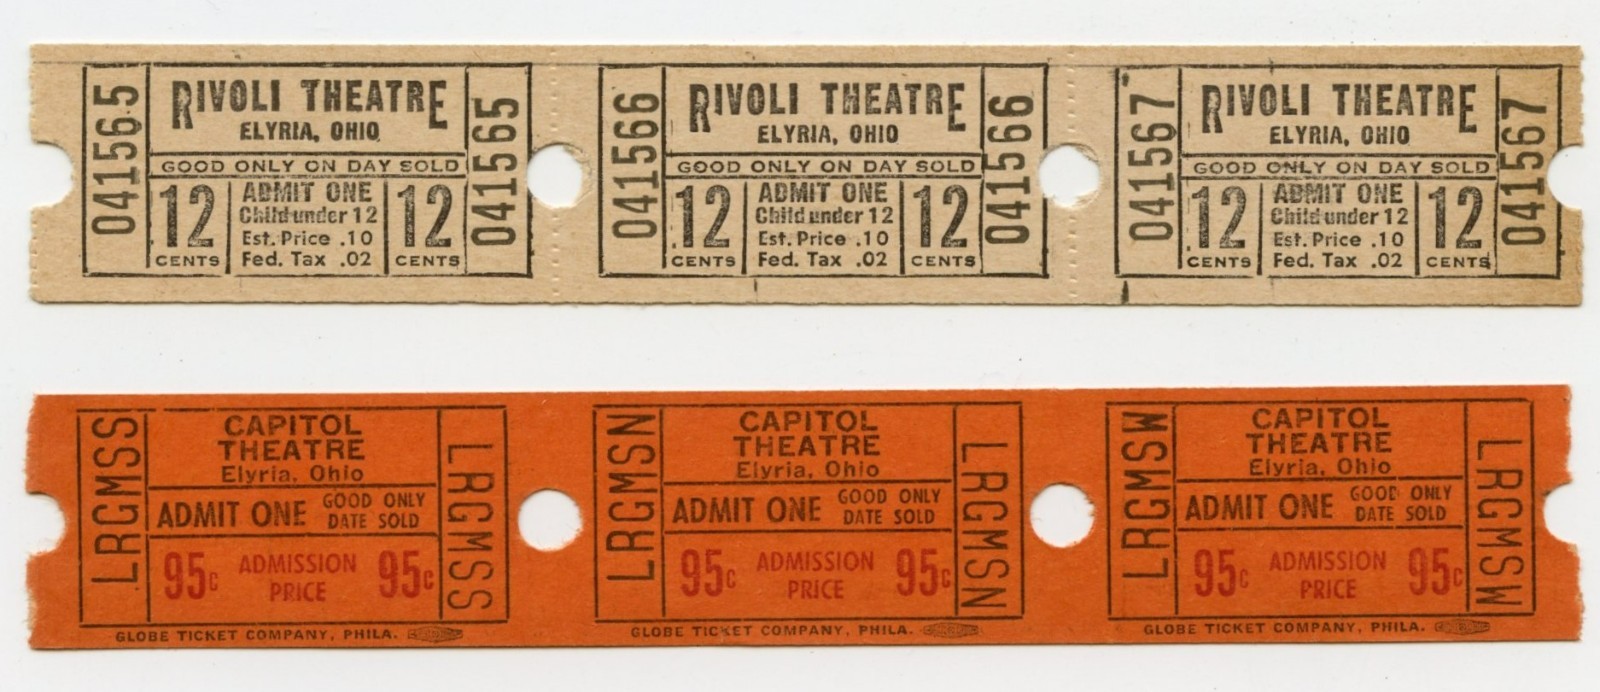 041565
RIVOLI THEATRE
ELYRIA, OHIO
GOOD ONLY ON DAY SOLD
12 CENTS
ADMIT ONE
Child under 12
Est. Price .10
Fed. Tax .02
12 CENTS
041565
041566
RIVOLI THEATRE
ELYRIA, OHIO
GOOD ONLY ON DAY SOLD
12 CENTS
ADMIT ONE
Child under 12
Est. Price .10
Fed. Tax .02
12 CENTS
041566
041567
RIVOLI THEATRE
ELYRIA, OHIO
GOOD ONLY ON DAY SOLD
12 CENTS
ADMIT ONE
Child under 12
Est. Price .10
Fed. Tax .02
12 CENTS
041567
LRGMSS
CAPITOL
THEATRE
Elyria, Ohio
ADMIT ONE
GOOD ONLY
DATE SOLD
95c
ADMISSION
PRICE
95c
LRGMSS
GLOBE TICKET COMPANY, PHILA.
LRGMSN
CAPITOL
THEATRE
Elyria, Ohio
ADMIT ONE
GOOD ONLY
DATE SOLD
95c
ADMISSION
PRICE
95c
LRGMSN
GLOBE TICKET COMPANY, PHILA.
LRGMSW
CAPITOL
THEATRE
Elyria, Ohio
ADMIT ONE
GOOD ONLY
DATE SOLD
95c
ADMISSION
PRICE
95c
LRGMSW
GLOBE TICKET COMPANY, PHILA.